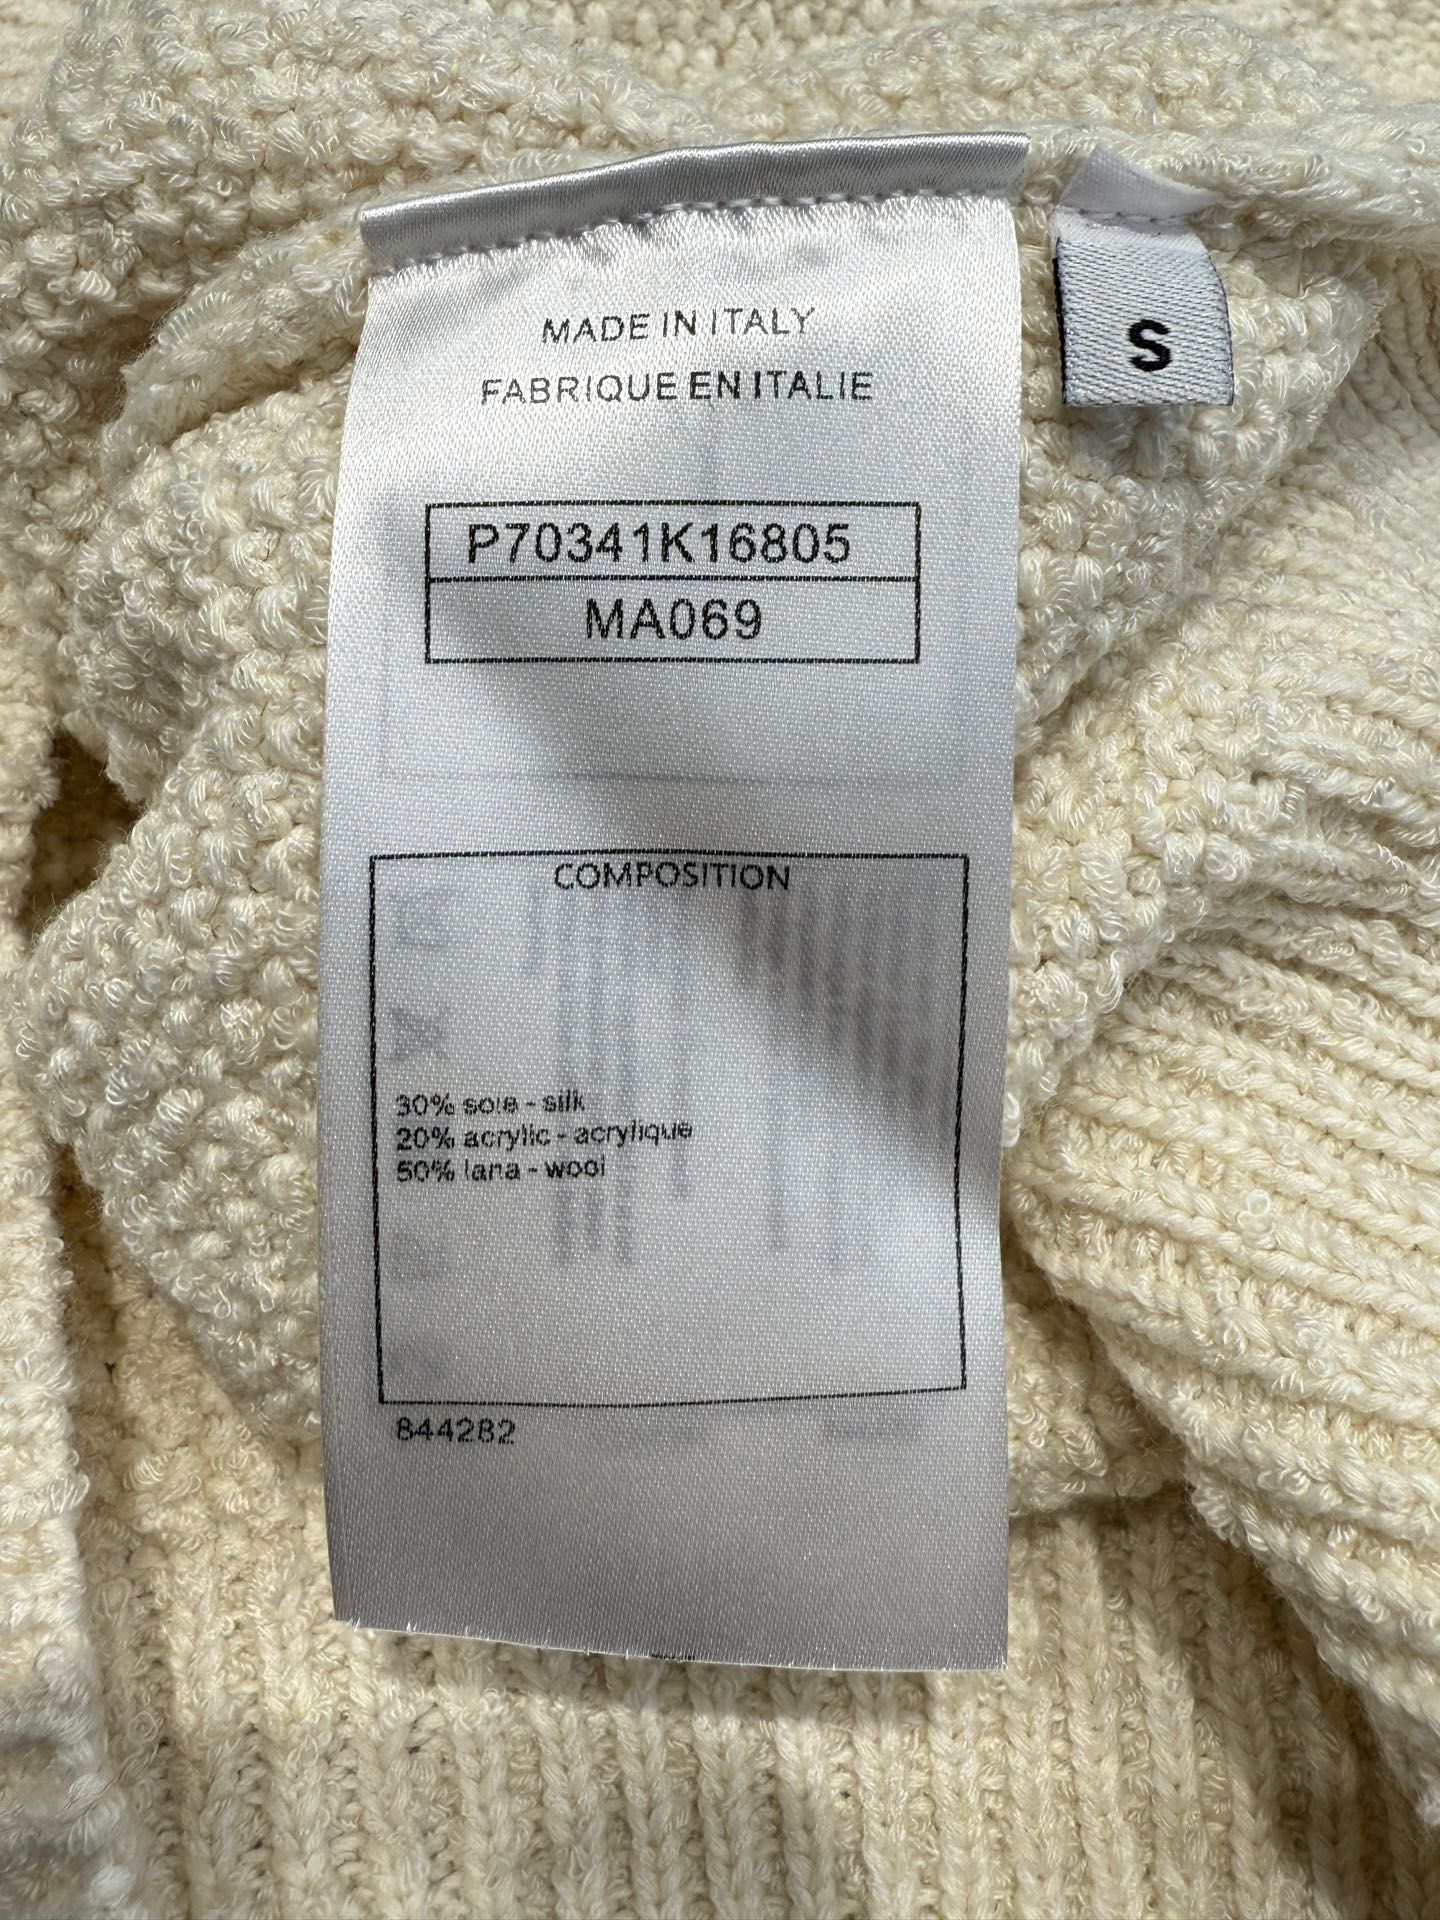 MADE IN ITALY
FABRIQUE EN ITALIE
S
P70341K16805
MA069
COMPOSITION
30% soie - silk
20% acrylic - acrylique
50% lana - wool
844282